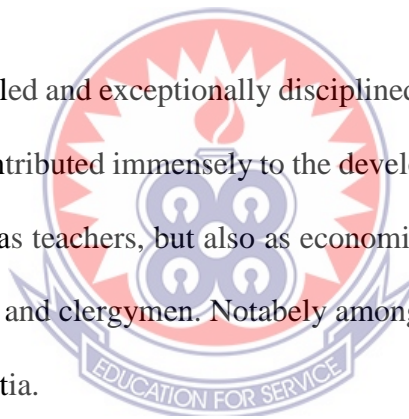 led and exceptionally disciplined
ntributed immensely to the devel
as teachers, but also as economi
and clergymen. Notabely among
tia.
EDUCATION FOR SERVICE